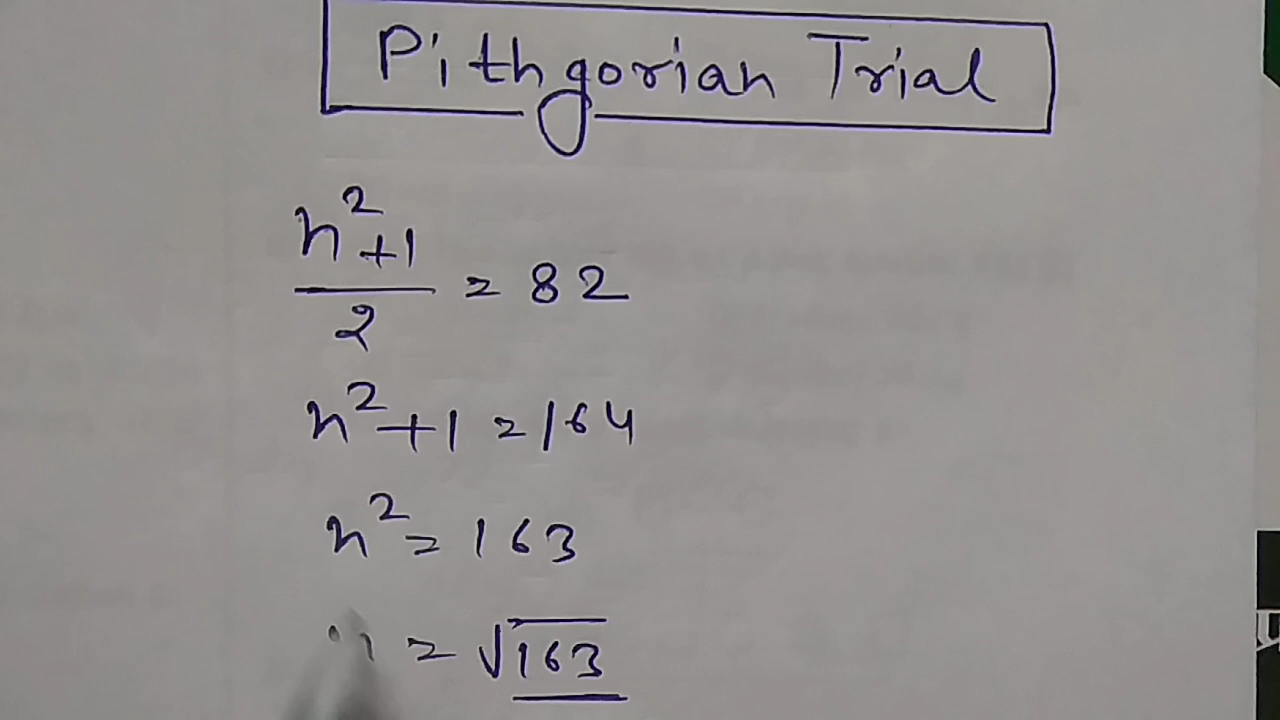 Pithgorian Trial
n²+1
2
= 82
n²+1 = 164
n² = 163
n = √163